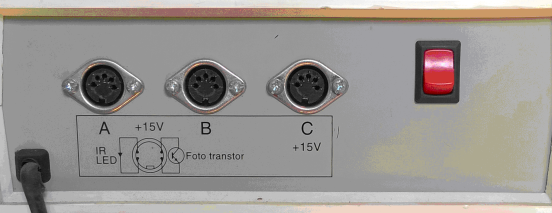 A +15V B C
+15V
IR
LED
Foto transtor